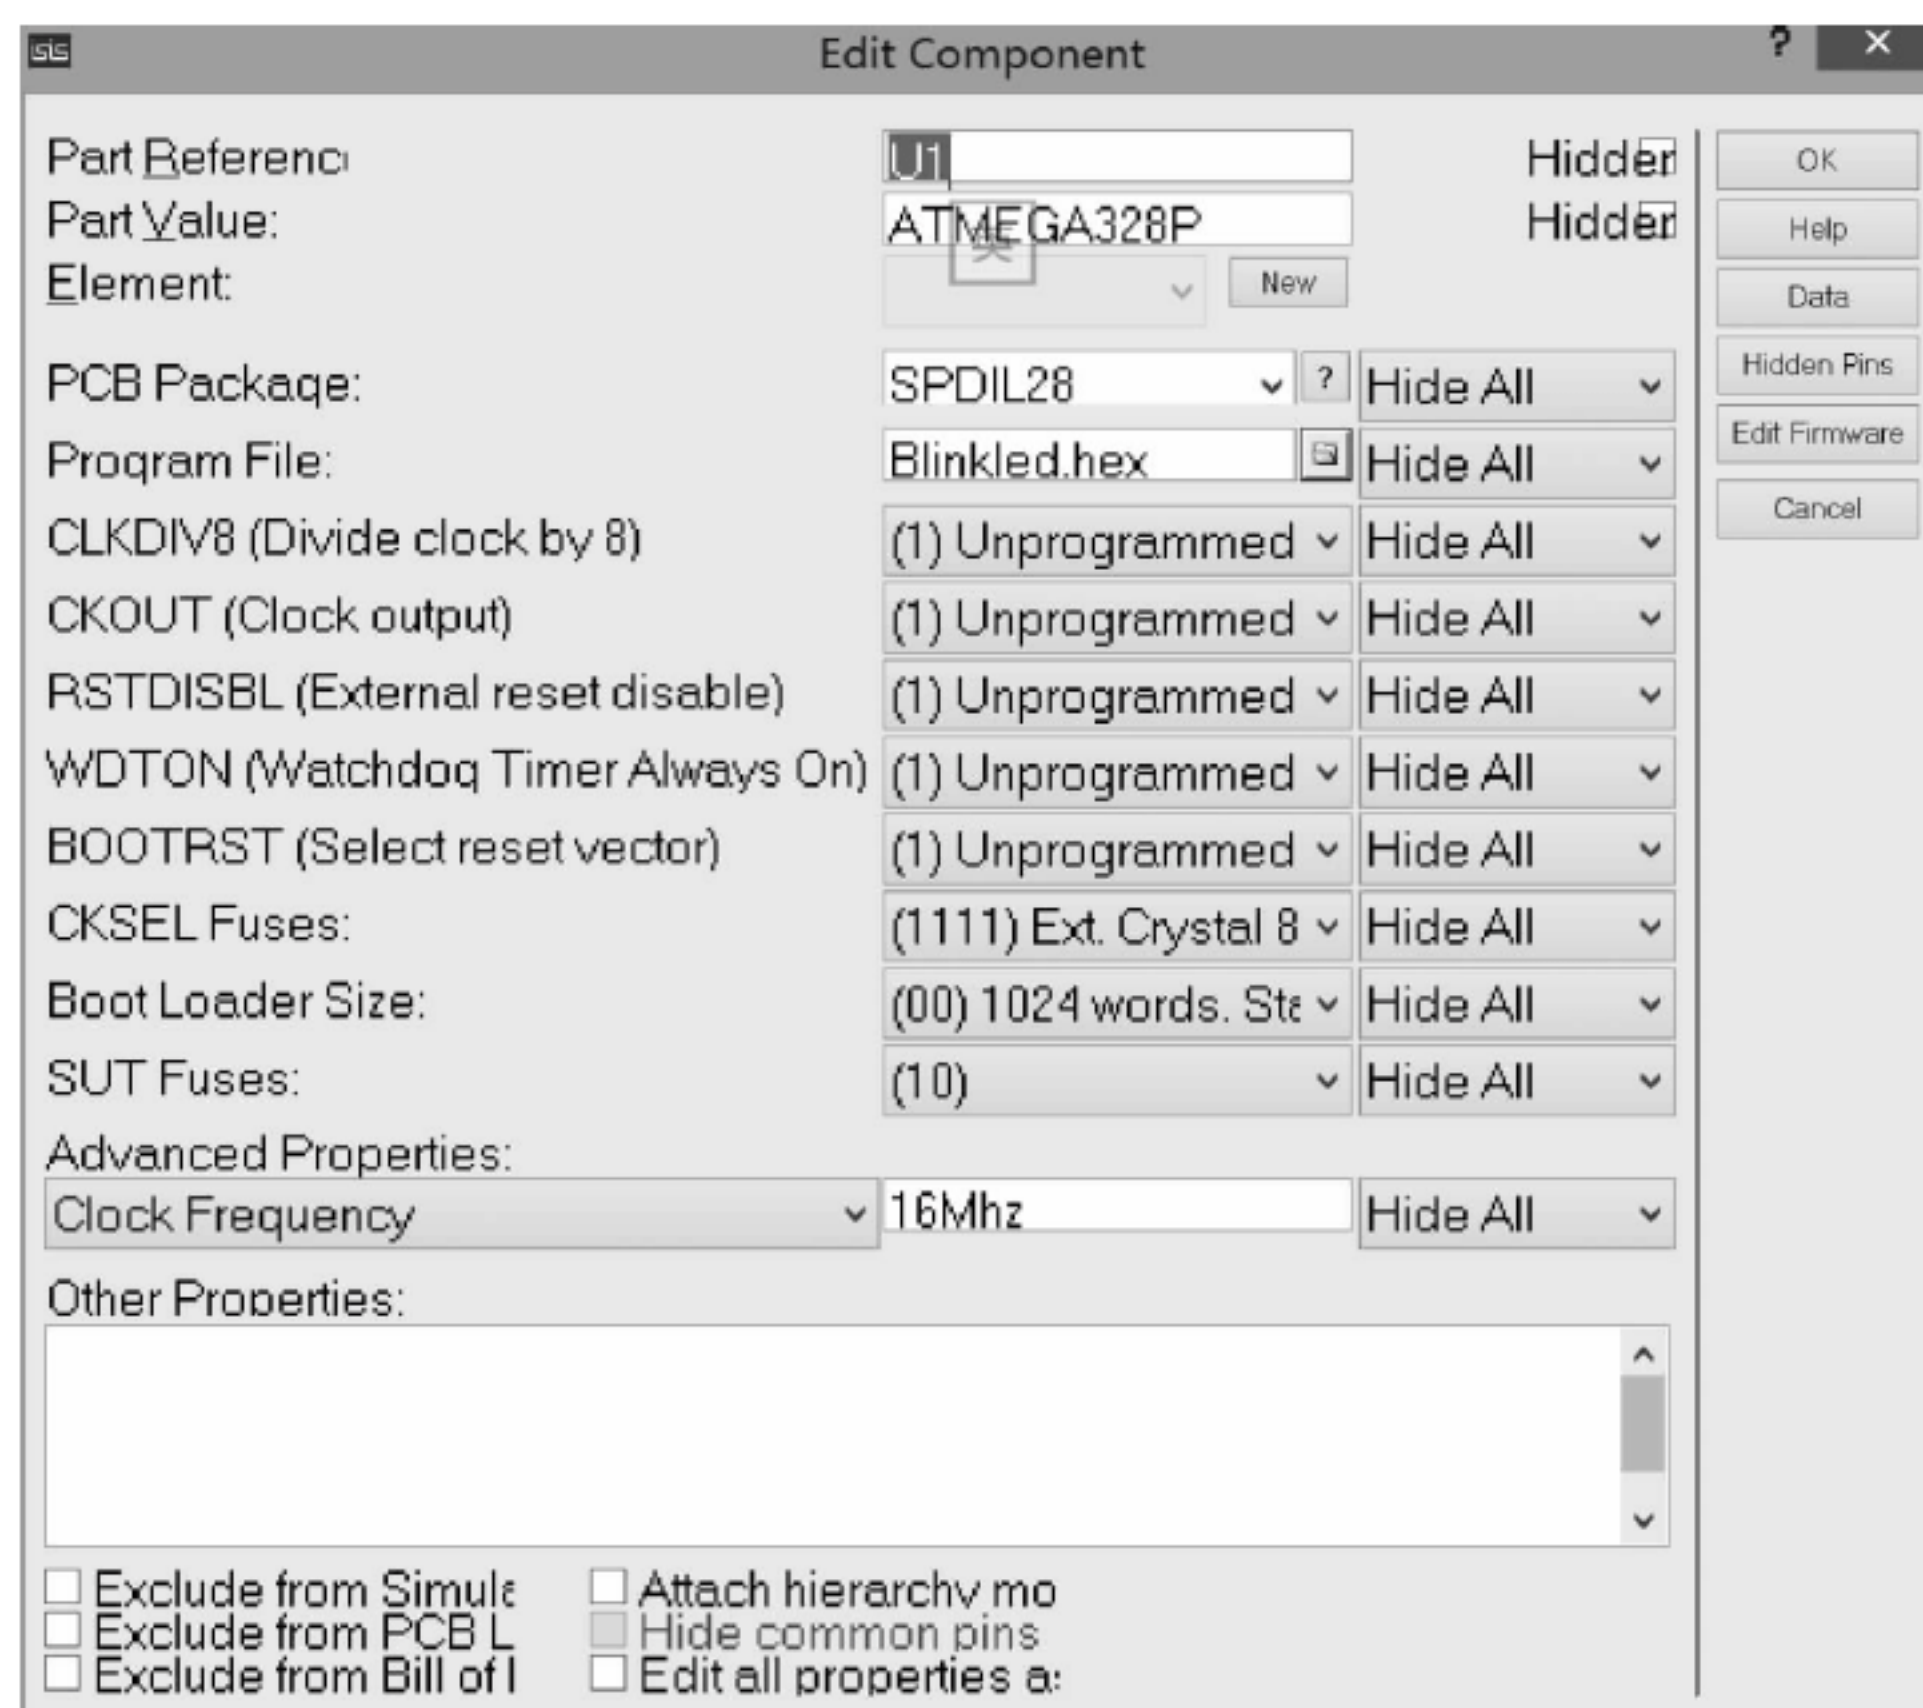 isis Edit Component ? X
Part Referenc U1 Hidden OK
Part Value: ATMEGA328P Hidden Help
英
Element: New Data
PCB Package: SPDIL28 ? Hide All Hidden Pins
Program File: Blinkled.hex Hide All Edit Firmware
CLKDIV8 (Divide clock by 8) (1) Unprogrammed Hide All Cancel
CKOUT (Clock output) (1) Unprogrammed Hide All
RSTDISBL (External reset disable) (1) Unprogrammed Hide All
WDTON (Watchdog Timer Always On) (1) Unprogrammed Hide All
BOOTRST (Select reset vector) (1) Unprogrammed Hide All
CKSEL Fuses: (1111) Ext. Crystal 8 Hide All
Boot Loader Size: (00) 1024 words. Sta Hide All
SUT Fuses: (10) Hide All
Advanced Properties:
Clock Frequency 16Mhz Hide All
Other Properties:
Exclude from Simula Attach hierarchy mo
Exclude from PCB L Hide common pins
Exclude from Bill of Edit all properties as